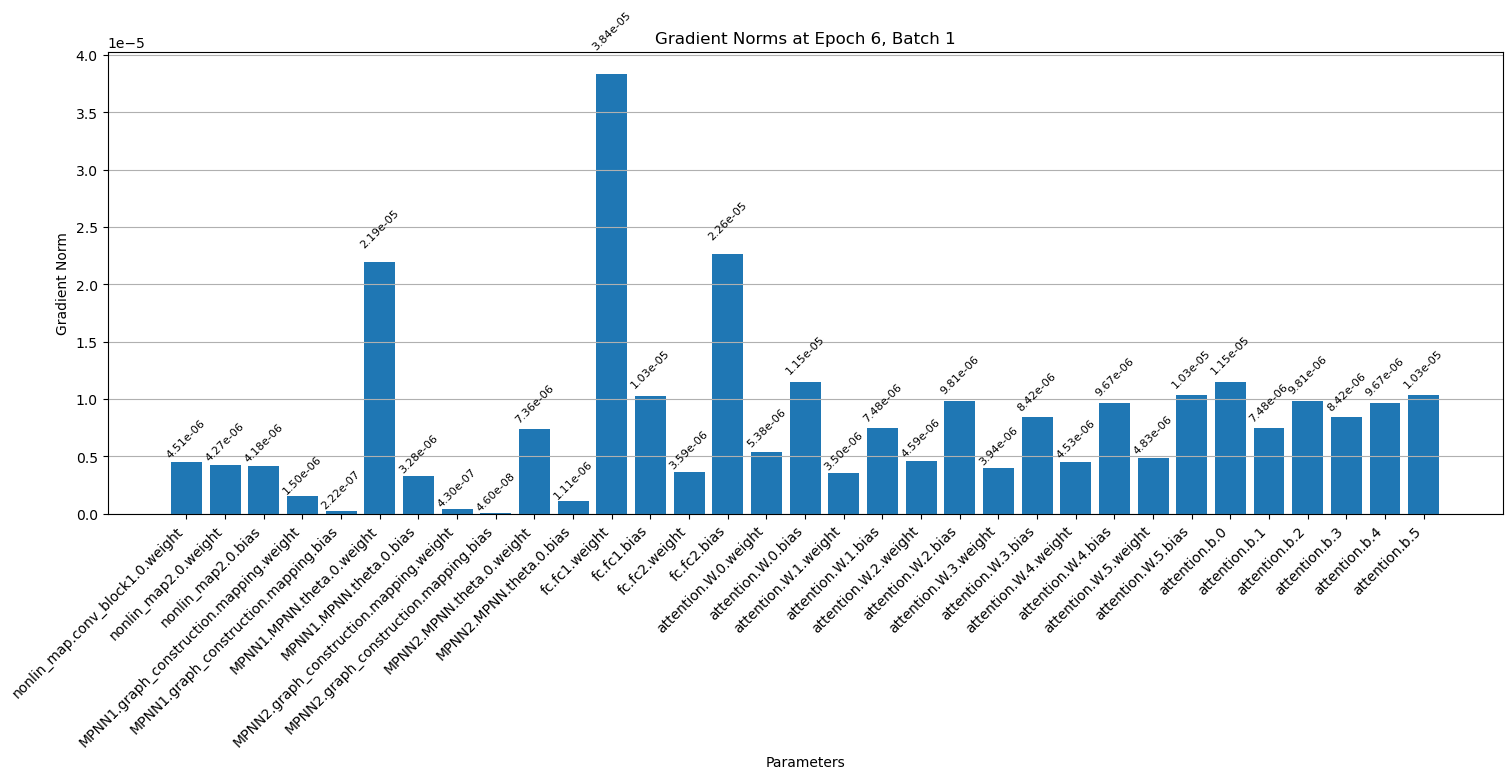 Gradient Norms at Epoch 6, Batch 1
1e−5
4.0
3.5
3.0
2.5
2.0
1.5
1.0
0.5
0.0
Gradient Norm
4.51e-06
4.27e-06
4.18e-06
1.50e-06
2.22e-07
2.19e-05
3.28e-06
4.30e-07
4.60e-08
7.36e-06
1.11e-06
3.84e-05
1.03e-05
3.59e-06
2.26e-05
5.38e-06
1.15e-05
3.50e-06
7.48e-06
4.59e-06
9.81e-06
3.94e-06
8.42e-06
4.53e-06
9.67e-06
4.83e-06
1.03e-05
1.15e-05
7.48e-06
9.81e-06
8.42e-06
9.67e-06
1.03e-05
nonlin_map.conv_block1.0.weight
nonlin_map2.0.weight
nonlin_map2.0.bias
MPNN1.graph_construction.mapping.weight
MPNN1.graph_construction.mapping.bias
MPNN1.MPNN.theta.0.weight
MPNN1.MPNN.theta.0.bias
MPNN2.graph_construction.mapping.weight
MPNN2.graph_construction.mapping.bias
MPNN2.MPNN.theta.0.weight
MPNN2.MPNN.theta.0.bias
fc.fc1.weight
fc.fc1.bias
fc.fc2.weight
fc.fc2.bias
attention.W.0.weight
attention.W.0.bias
attention.W.1.weight
attention.W.1.bias
attention.W.2.weight
attention.W.2.bias
attention.W.3.weight
attention.W.3.bias
attention.W.4.weight
attention.W.4.bias
attention.W.5.weight
attention.W.5.bias
attention.b.0
attention.b.1
attention.b.2
attention.b.3
attention.b.4
attention.b.5
Parameters